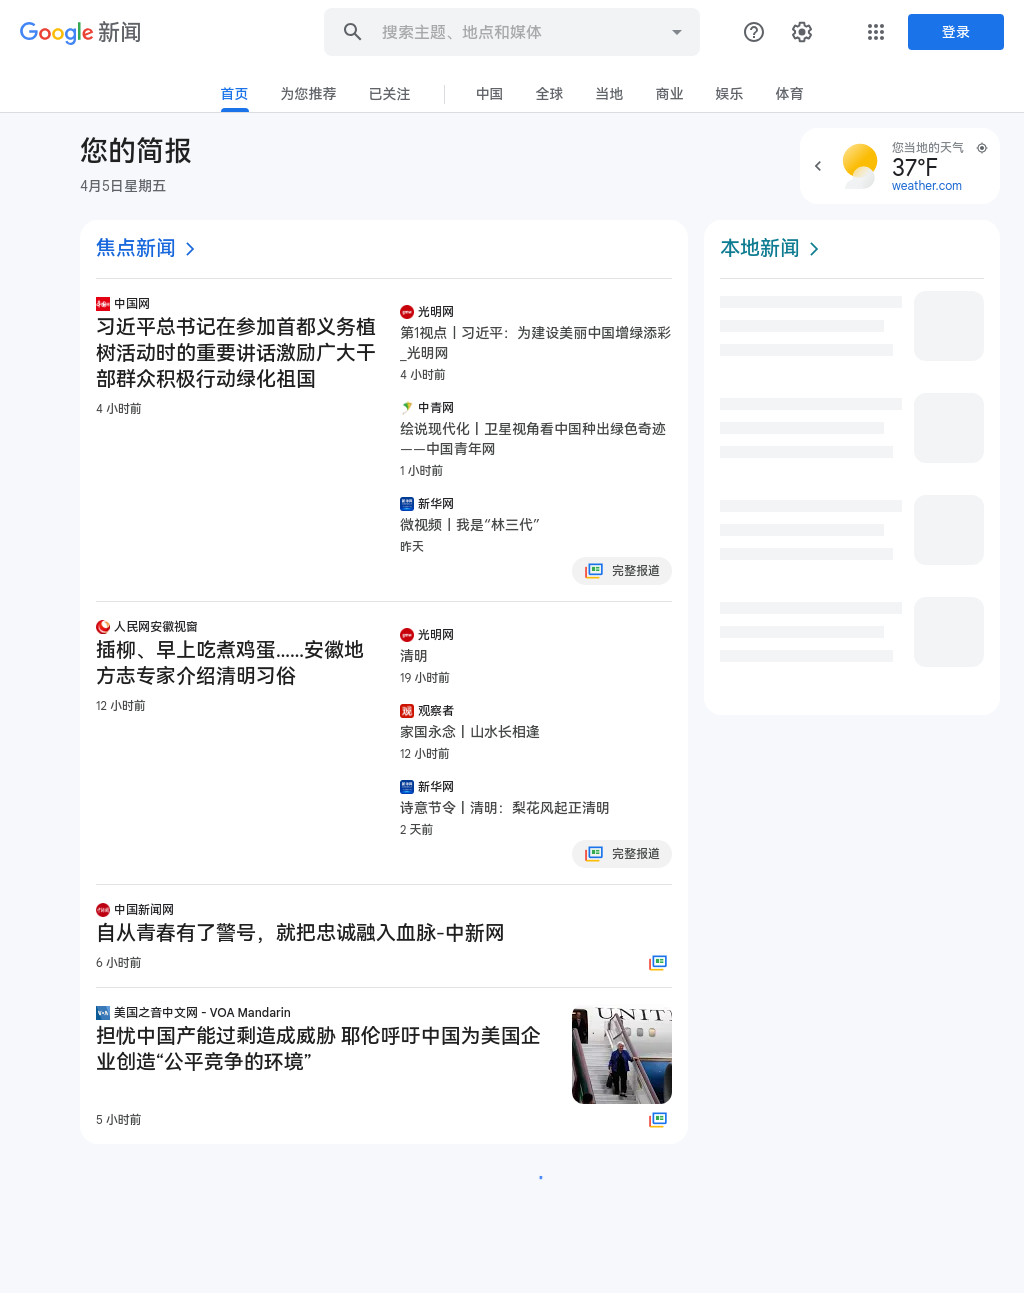 Google 新闻
搜索主题、地点和媒体
登录
首页 为您推荐 已关注 中国 全球 当地 商业 娱乐 体育
您的简报
4月5日星期五
您当地的天气
37°F
weather.com
焦点新闻
中国网
习近平总书记在参加首都义务植
树活动时的重要讲话激励广大干
部群众积极行动绿化祖国
4 小时前
光明网
第1视点丨习近平：为建设美丽中国增绿添彩
_光明网
4 小时前
中青网
绘说现代化丨卫星视角看中国种出绿色奇迹
——中国青年网
1 小时前
新华网
微视频丨我是“林三代”
昨天
完整报道
人民网安徽视窗
插柳、早上吃煮鸡蛋……安徽地
方志专家介绍清明习俗
12 小时前
光明网
清明
19 小时前
观察者
家国永念丨山水长相逢
12 小时前
新华网
诗意节令丨清明：梨花风起正清明
2 天前
完整报道
中国新闻网
自从青春有了警号，就把忠诚融入血脉-中新网
6 小时前
美国之音中文网 - VOA Mandarin
担忧中国产能过剩造成威胁 耶伦呼吁中国为美国企
业创造“公平竞争的环境”
UNIT
5 小时前
本地新闻